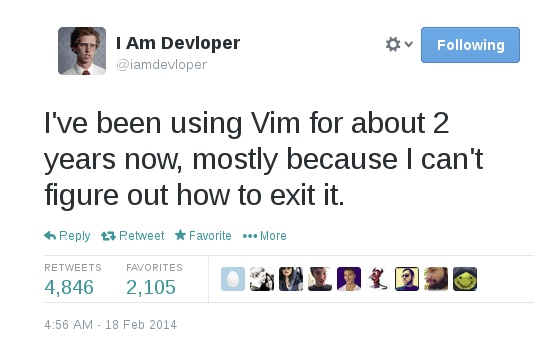 I Am Devloper
@iamdevloper
Following
I've been using Vim for about 2
years now, mostly because I can't
figure out how to exit it.
Reply Retweet Favorite More
RETWEETS FAVORITES
4,846 2,105
4:56 AM - 18 Feb 2014